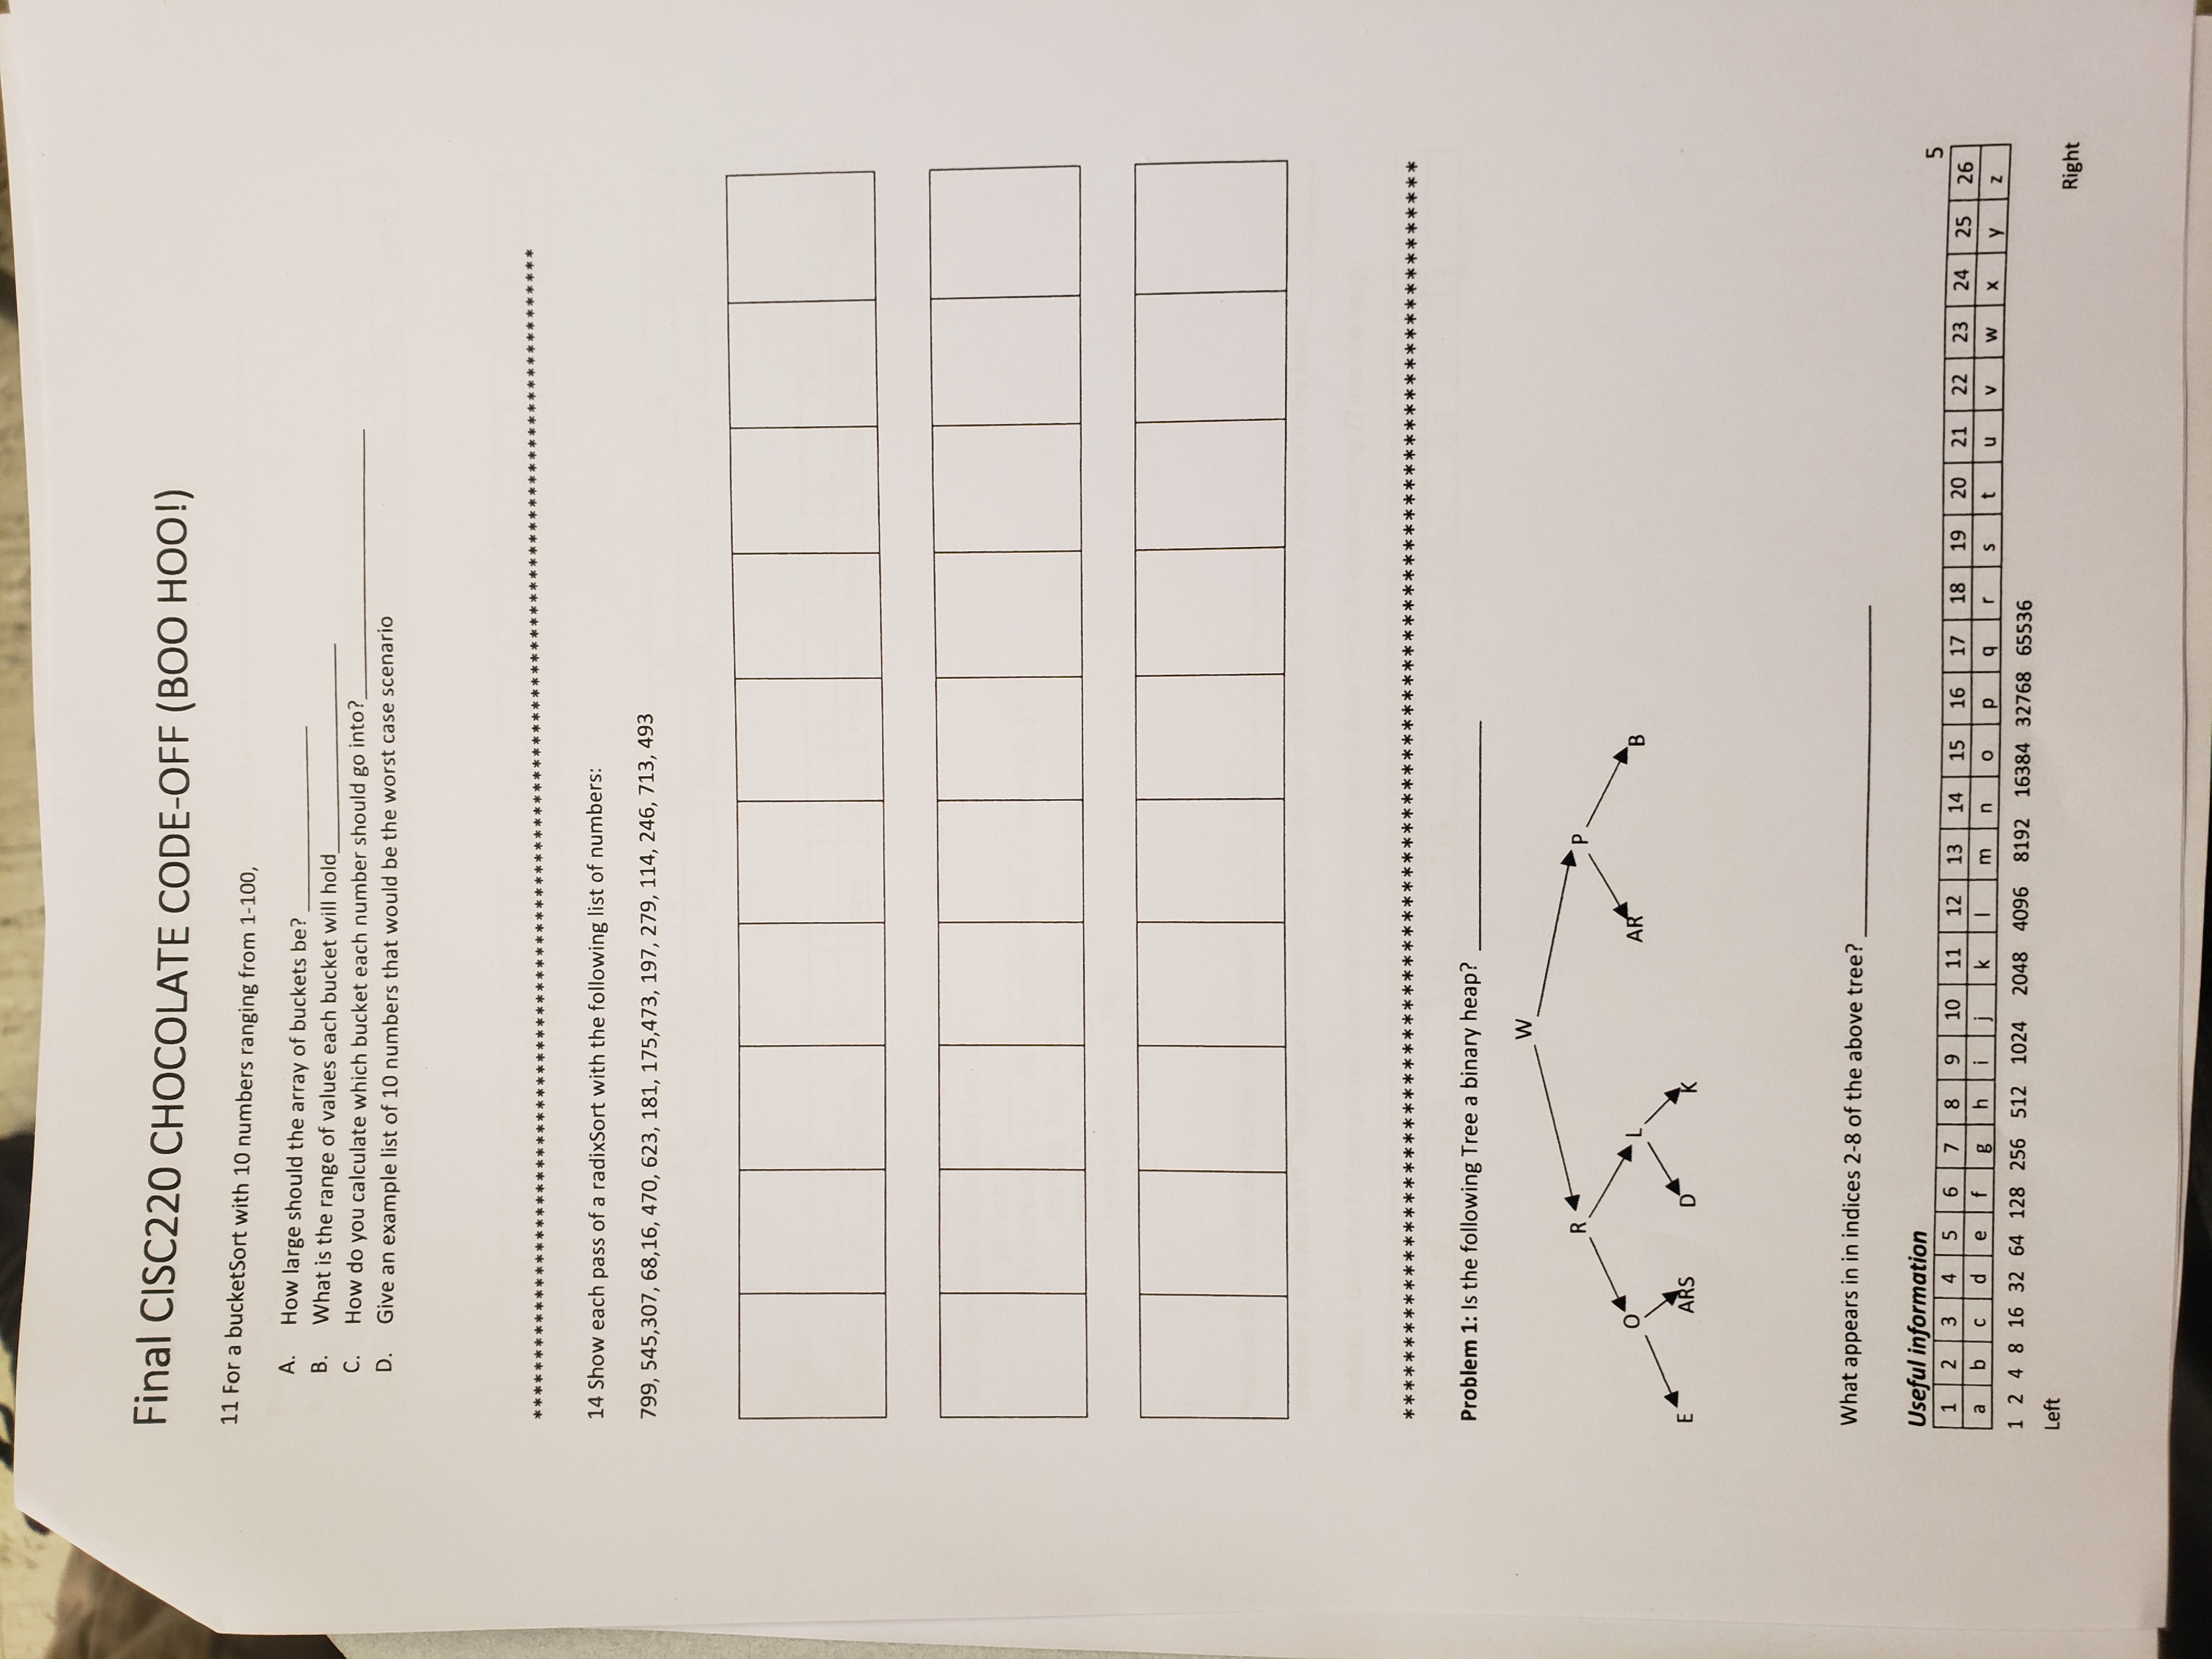 Final CISC220 CHOCOLATE CODE-OFF (BOO HOO!)
11 For a bucketSort with 10 numbers ranging from 1-100,
A. How large should the array of buckets be? _______________
B. What is the range of values each bucket will hold_________________
C. How do you calculate which bucket each number should go into?______________________
D. Give an example list of 10 numbers that would be the worst case scenario
**************************************************************************************************
14 Show each pass of a radixSort with the following list of numbers:
799, 545,307, 68,16, 470, 623, 181, 175,473, 197, 279, 114, 246, 713, 493
****************************************************************************************
Problem 1: Is the following Tree a binary heap? ___________________
W
R P
O L AR B
E ARS D K
What appears in in indices 2-8 of the above tree? ___________________________
Useful information
5
1 2 3 4 5 6 7 8 9 10 11 12 13 14 15 16 17 18 19 20 21 22 23 24 25 26
a b c d e f g h i j k l m n o p q r s t u v w x y z
1 2 4 8 16 32 64 128 256 512 1024 2048 4096 8192 16384 32768 65536
Left
Right